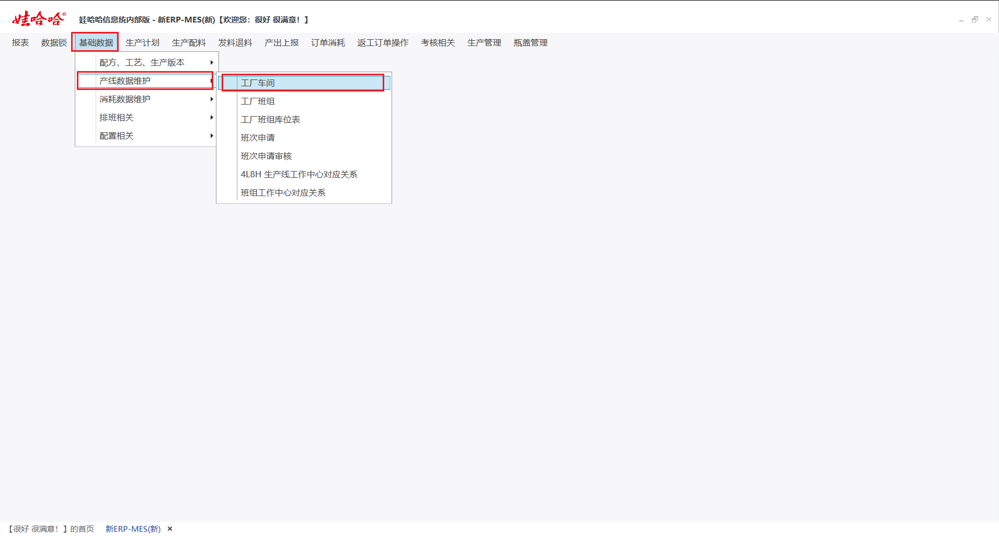 娃哈哈®
娃哈哈信息统内部版 - 新ERP-MES(新)【欢迎您：很好 很满意！】
报表 数据锁 基础数据 生产计划 生产配料 发料退料 产出上报 订单消耗 返工订单操作 考核相关 生产管理 瓶盖管理
配方、工艺、生产版本
产线数据维护
消耗数据维护
排班相关
配置相关
工厂车间
工厂班组
工厂班组库位表
班次申请
班次申请审核
4L8H 生产线工作中心对应关系
班组工作中心对应关系
【很好 很满意！】的首页 新ERP-MES(新) ×